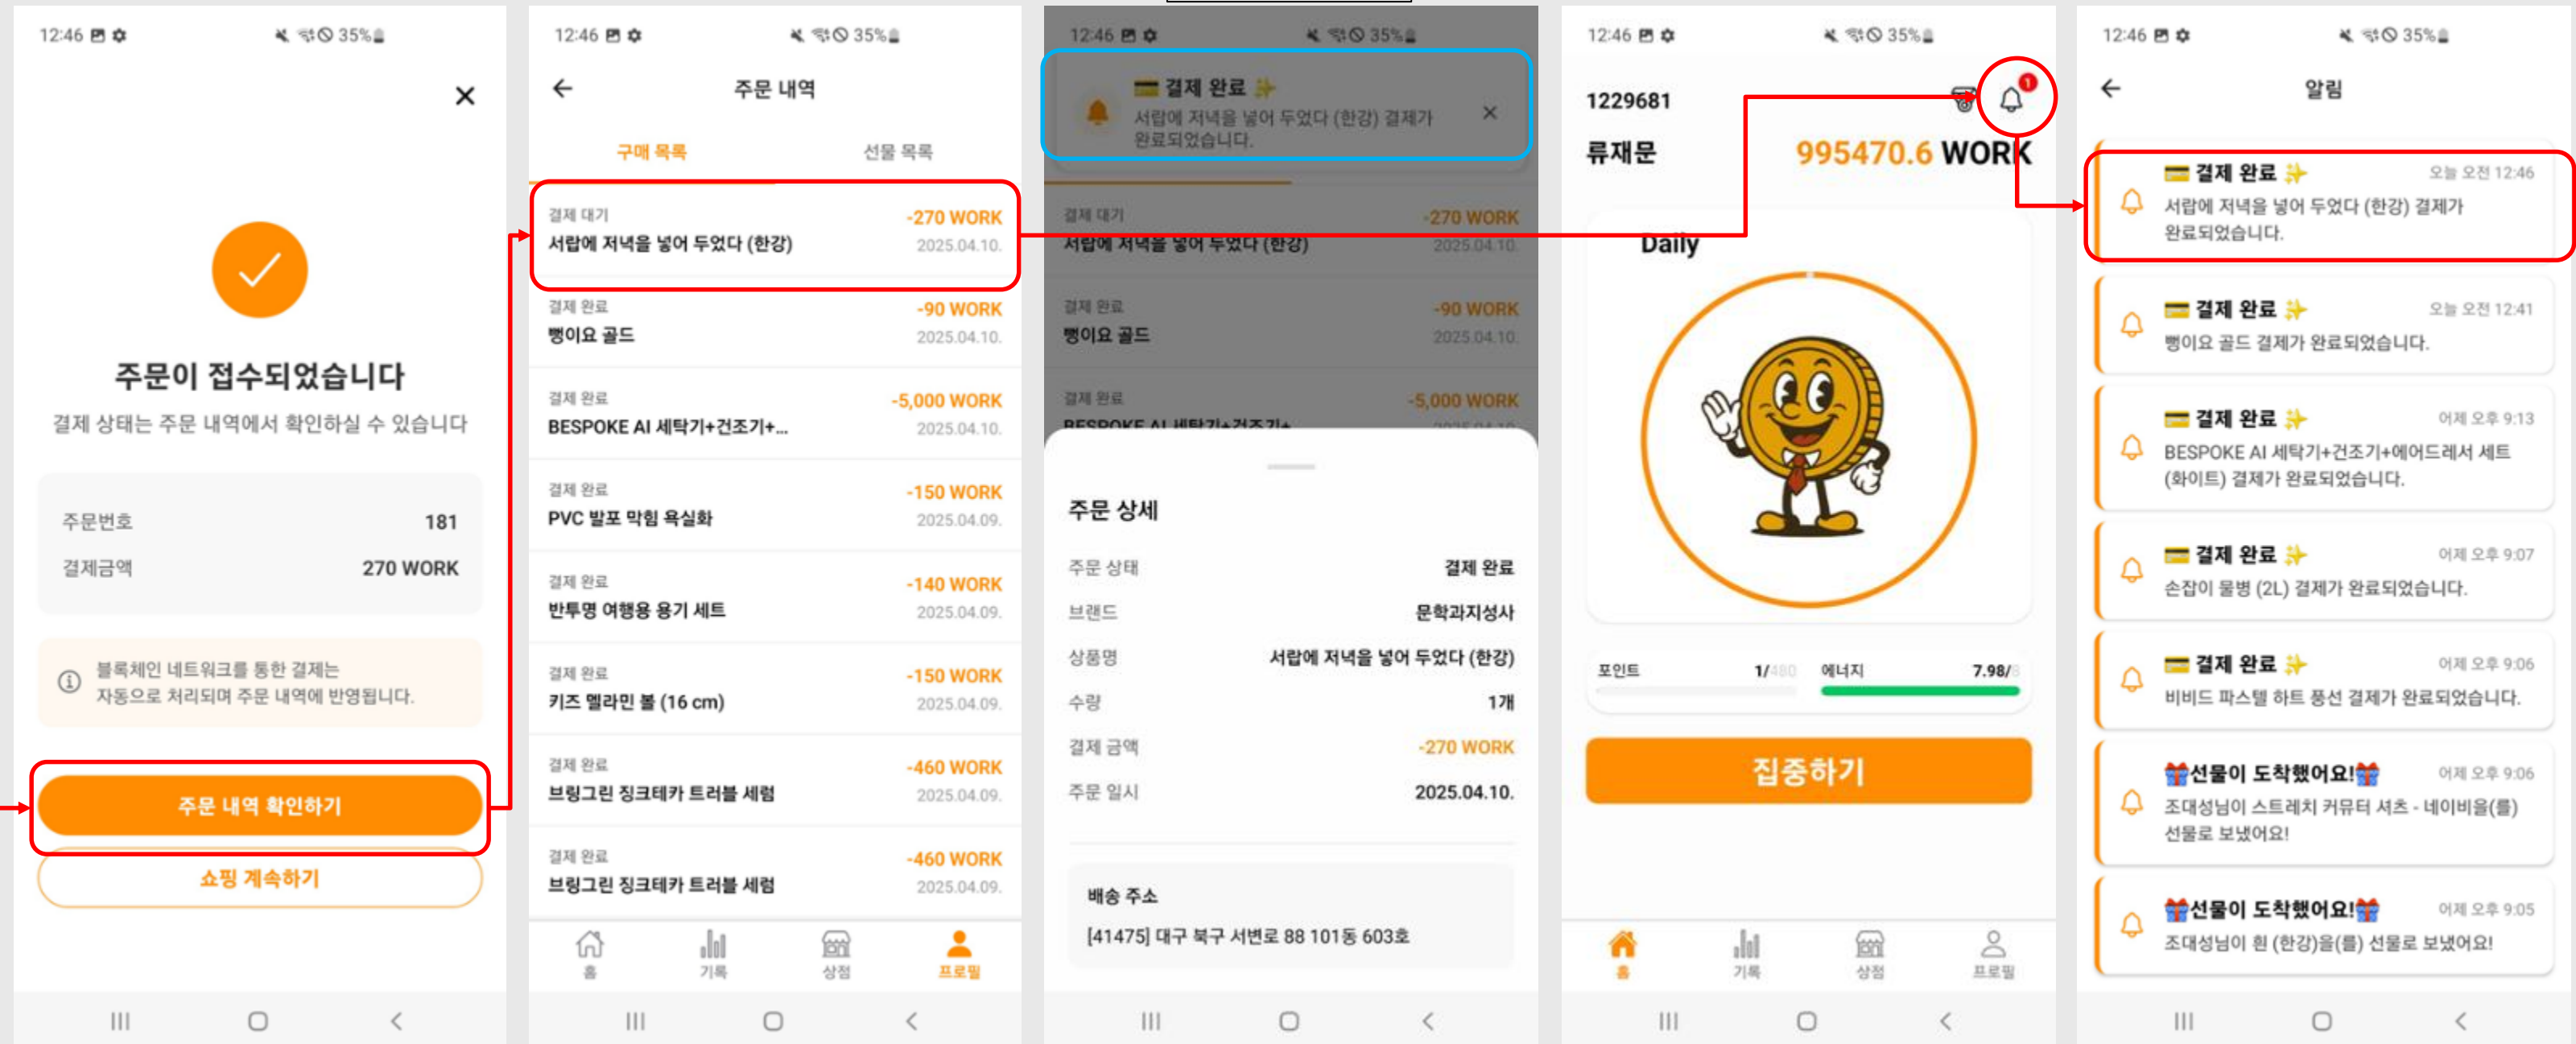 12:46
35%
주문이 접수되었습니다
결제 상태는 주문 내역에서 확인하실 수 있습니다
주문번호 181
결제금액 270 WORK
블록체인 네트워크를 통한 결제는
자동으로 처리되며 주문 내역에 반영됩니다.
주문 내역 확인하기
쇼핑 계속하기
12:46
35%
주문 내역
구매 목록 선물 목록
결제 대기 -270 WORK
서랍에 저녁을 넣어 두었다 (한강) 2025.04.10.
결제 완료 -90 WORK
뻥이요 골드 2025.04.10.
결제 완료 -5,000 WORK
BESPOKE AI 세탁기+건조기+... 2025.04.10.
결제 완료 -150 WORK
PVC 발포 막힘 욕실화 2025.04.09.
결제 완료 -140 WORK
반투명 여행용 용기 세트 2025.04.09.
결제 완료 -150 WORK
키즈 멜라민 볼 (16 cm) 2025.04.09.
결제 완료 -460 WORK
브링그린 징크테카 트러블 세럼 2025.04.09.
결제 완료 -460 WORK
브링그린 징크테카 트러블 세럼 2025.04.09.
홈 기록 상점 프로필
12:46
35%
결제 완료
서랍에 저녁을 넣어 두었다 (한강) 결제가
완료되었습니다.
결제 대기 -270 WORK
서랍에 저녁을 넣어 두었다 (한강) 2025.04.10.
결제 완료 -90 WORK
뻥이요 골드 2025.04.10.
결제 완료 -5,000 WORK
BESPOKE AI 세탁기+건조기+ 2025.04.10
주문 상세
주문 상태 결제 완료
브랜드 문학과지성사
상품명 서랍에 저녁을 넣어 두었다 (한강)
수량 1개
결제 금액 -270 WORK
주문 일시 2025.04.10.
배송 주소
[41475] 대구 북구 서변로 88 101동 603호
12:46
35%
1229681
1
류재문 995470.6 WORK
Daily
포인트 1/480 에너지 7.98/8
집중하기
홈 기록 상점 프로필
12:46
35%
알림
결제 완료 오늘 오전 12:46
서랍에 저녁을 넣어 두었다 (한강) 결제가
완료되었습니다.
결제 완료 오늘 오전 12:41
뻥이요 골드 결제가 완료되었습니다.
결제 완료 어제 오후 9:13
BESPOKE AI 세탁기+건조기+에어드레서 세트
(화이트) 결제가 완료되었습니다.
결제 완료 어제 오후 9:07
손잡이 물병 (2L) 결제가 완료되었습니다.
결제 완료 어제 오후 9:06
비비드 파스텔 하트 풍선 결제가 완료되었습니다.
선물이 도착했어요! 어제 오후 9:06
조대성님이 스트레치 커뮤터 셔츠 - 네이비을(를)
선물로 보냈어요!
선물이 도착했어요! 어제 오후 9:05
조대성님이 흰 (한강)을(를) 선물로 보냈어요!